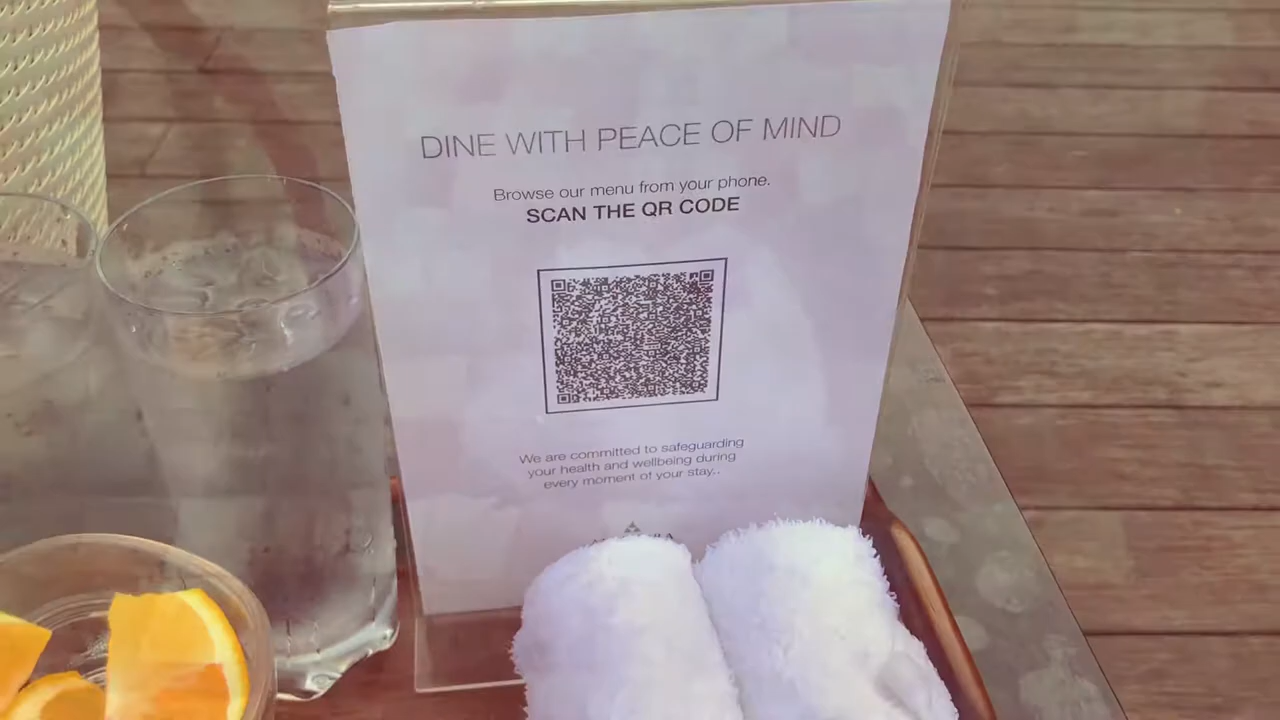 DINE WITH PEACE OF MIND
Browse our menu from your phone.
SCAN THE QR CODE
We are committed to safeguarding
your health and wellbeing during
every moment of your stay..